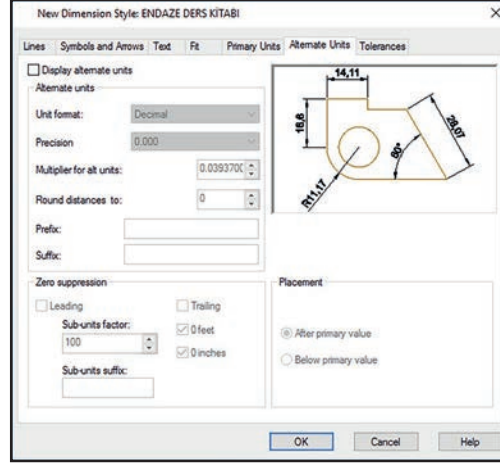 New Dimension Style: ENDAZE DERS KİTABI
Lines Symbols and Arrows Text Fit Primary Units Alternate Units Tolerances
Display alternate units
Alternate units
Unit format: Decimal
Precision 0.000
Multiplier for alt units: 0.039370
Round distances to: 0
Prefix:
Suffix:
14,11
16,6
28,07
60°
R11,17
Zero suppression
Leading
Trailing
Sub-units factor:
100
0 feet
0 inches
Sub-units suffix:
Placement
After primary value
Below primary value
OK Cancel Help